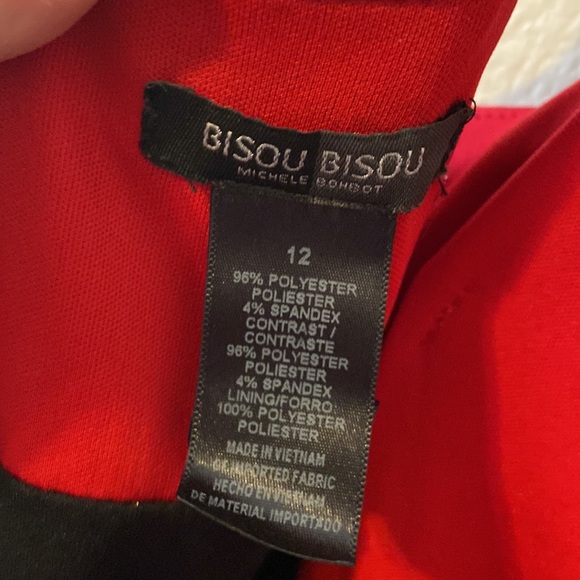 BISOU BISOU
MICHELE BOHBOT
12
96% POLYESTER
POLIESTER
4% SPANDEX
CONTRAST/
CONTRASTE
96% POLYESTER
POLIESTER
4% SPANDEX
LINING/FORRO:
100% POLYESTER
POLIESTER
MADE IN VIETNAM
OF IMPORTED FABRIC
HECHO EN VIETNAM
DE MATERIAL IMPORTADO